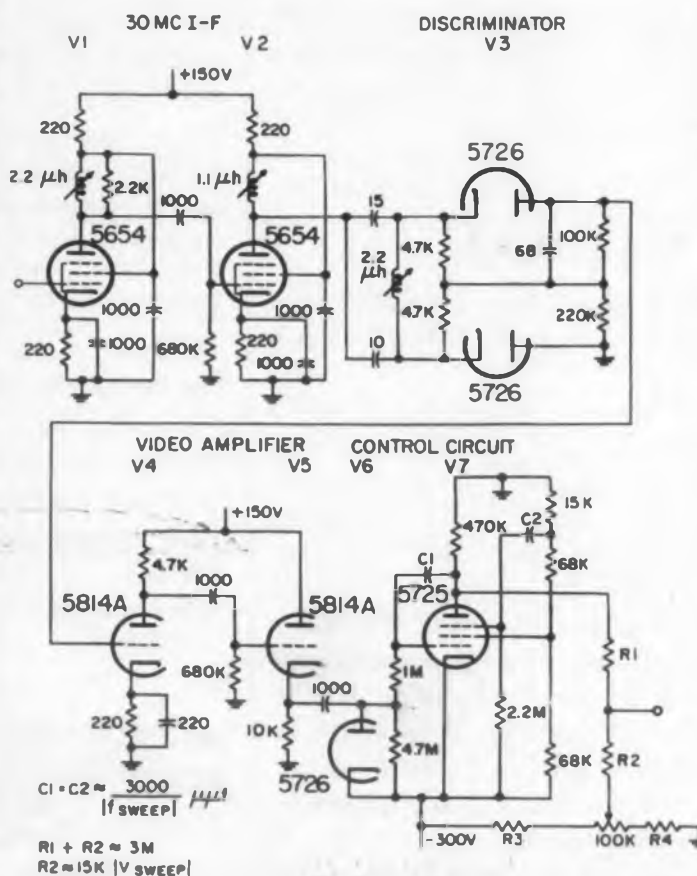 30 MC I-F
V1
V2
DISCRIMINATOR
V3
+150V
220
220
5726
2.2 μh
2.2K
1.1 μh
1000
15
5654
5654
4.7K
68
100K
2.2 μh
1000
1000
4.7K
220K
220
1000
680K
220
1000
10
5726
VIDEO AMPLIFIER
V4
V5
CONTROL CIRCUIT
V6
V7
+150V
15K
4.7K
470K
C2
1000
C1
68K
5814A
5814A
5725
680K
1M
R1
220
220
1000
2.2M
10K
4.7M
68K
R2
5726
C1 = C2 ≈ 3000 / |f SWEEP| μμf
-300V
R3
100K
R4
R1 + R2 ≈ 3M
R2 ≈ 15K |V SWEEP|